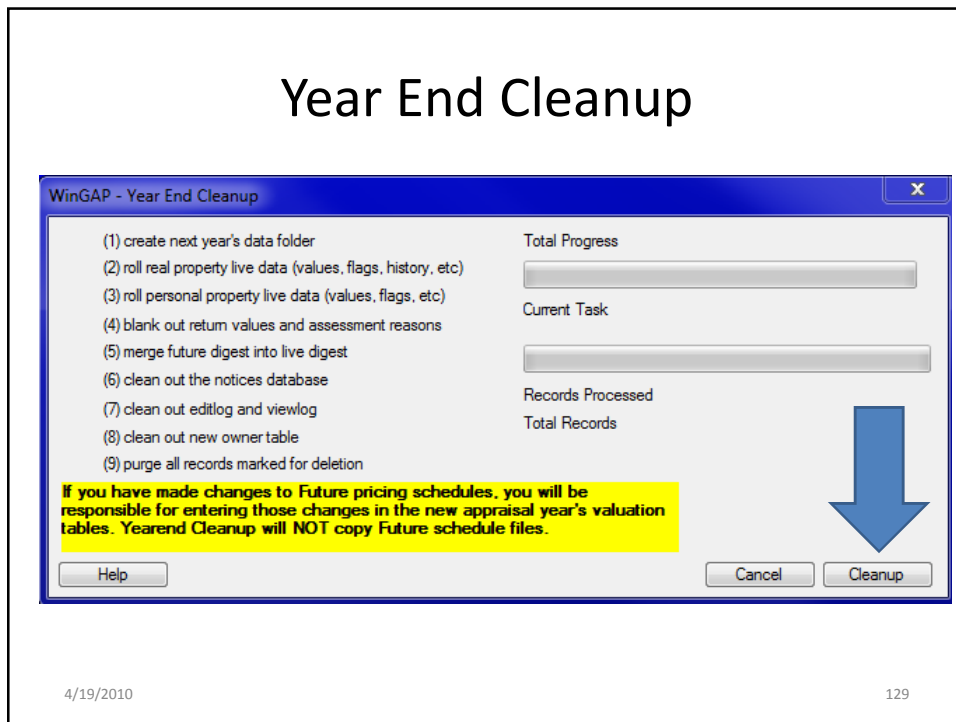 Year End Cleanup
WinGAP - Year End Cleanup
x
(1) create next year's data folder
(2) roll real property live data (values, flags, history, etc)
(3) roll personal property live data (values, flags, etc)
(4) blank out return values and assessment reasons
(5) merge future digest into live digest
(6) clean out the notices database
(7) clean out editlog and viewlog
(8) clean out new owner table
(9) purge all records marked for deletion
Total Progress
Current Task
Records Processed
Total Records
If you have made changes to Future pricing schedules, you will be
responsible for entering those changes in the new appraisal year's valuation
tables. Yearend Cleanup will NOT copy Future schedule files.
Help
Cancel
Cleanup
4/19/2010
129